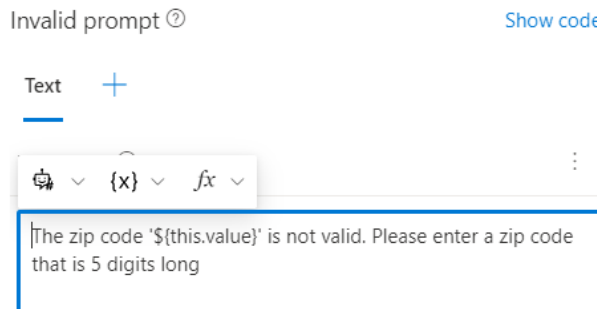 Invalid prompt ?
Show code
Text +
{x} fx
The zip code '${this.value}' is not valid. Please enter a zip code
that is 5 digits long